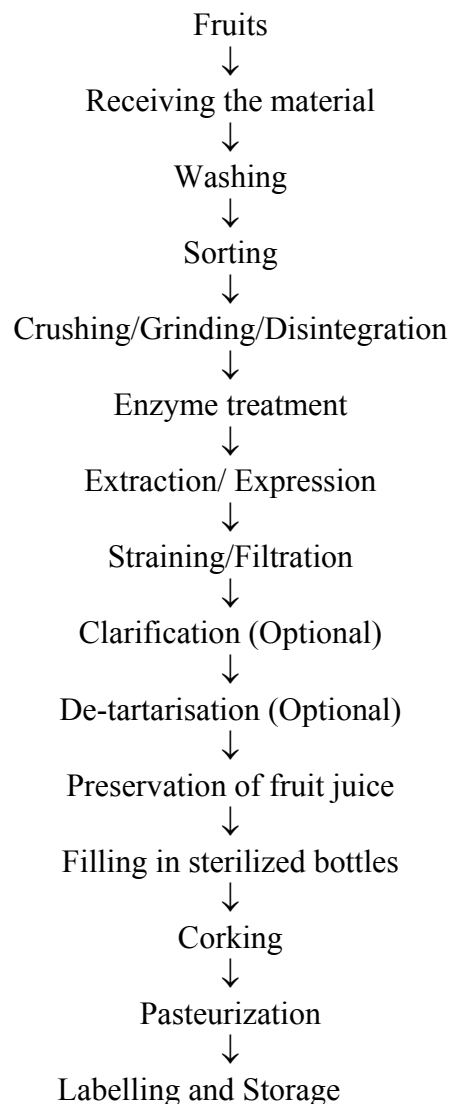 Fruits
↓
Receiving the material
↓
Washing
↓
Sorting
↓
Crushing/Grinding/Disintegration
↓
Enzyme treatment
↓
Extraction/ Expression
↓
Straining/Filtration
↓
Clarification (Optional)
↓
De-tartarisation (Optional)
↓
Preservation of fruit juice
↓
Filling in sterilized bottles
↓
Corking
↓
Pasteurization
↓
Labelling and Storage